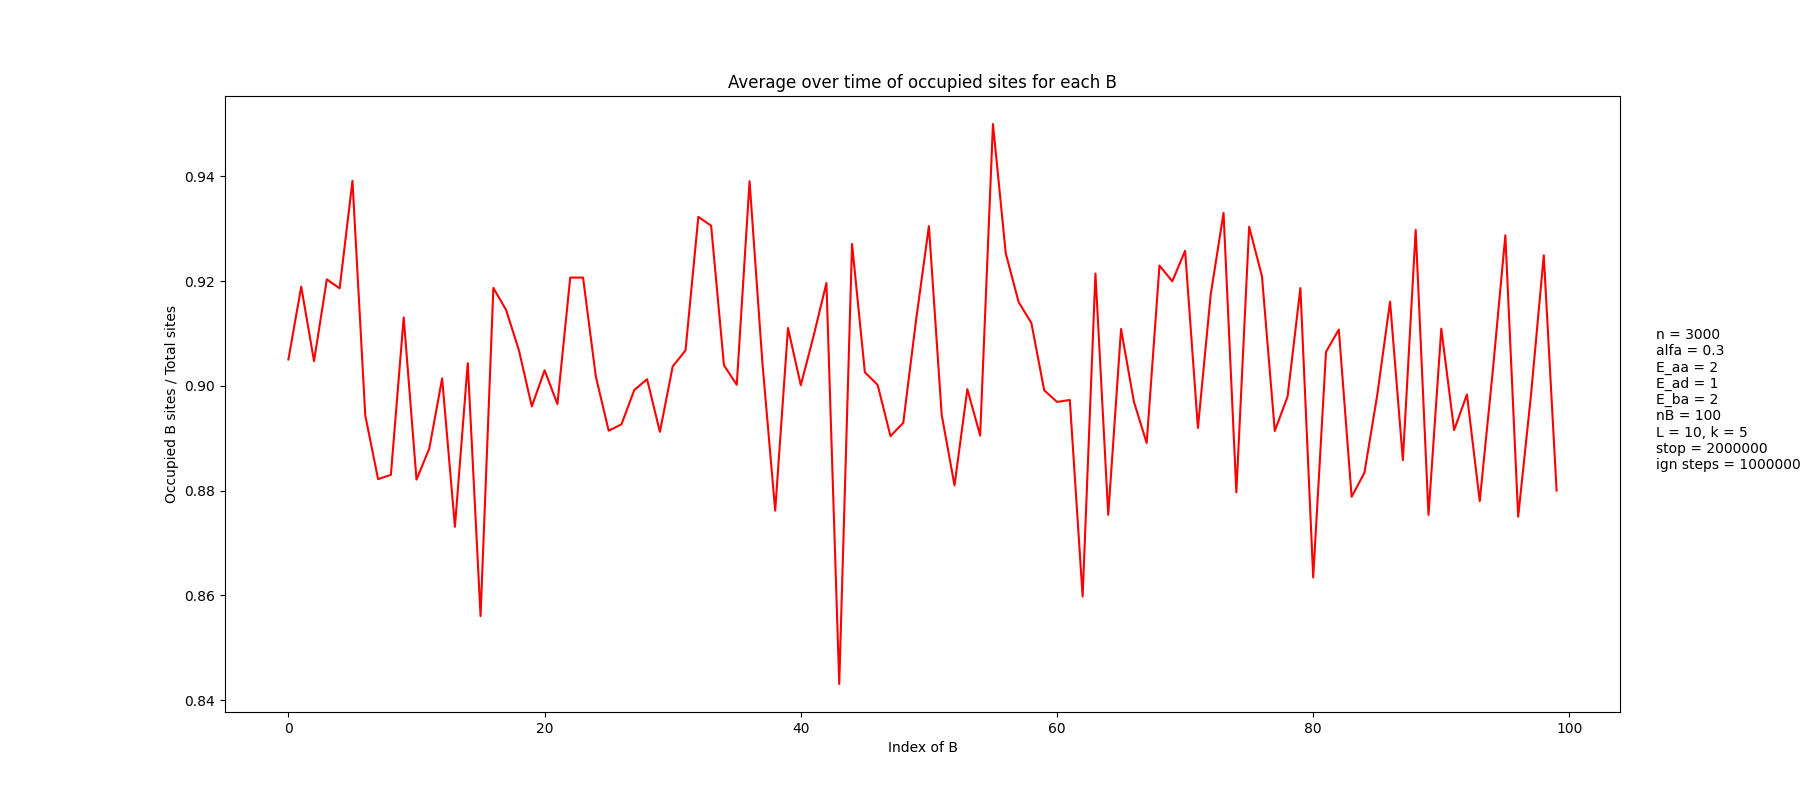 Average over time of occupied sites for each B
Occupied B sites / Total sites
0.94
0.92
0.90
0.88
0.86
0.84
0 20 40 60 80 100
Index of B
n = 3000
alfa = 0.3
E_aa = 2
E_ad = 1
E_ba = 2
nB = 100
L = 10, k = 5
stop = 2000000
ign steps = 1000000